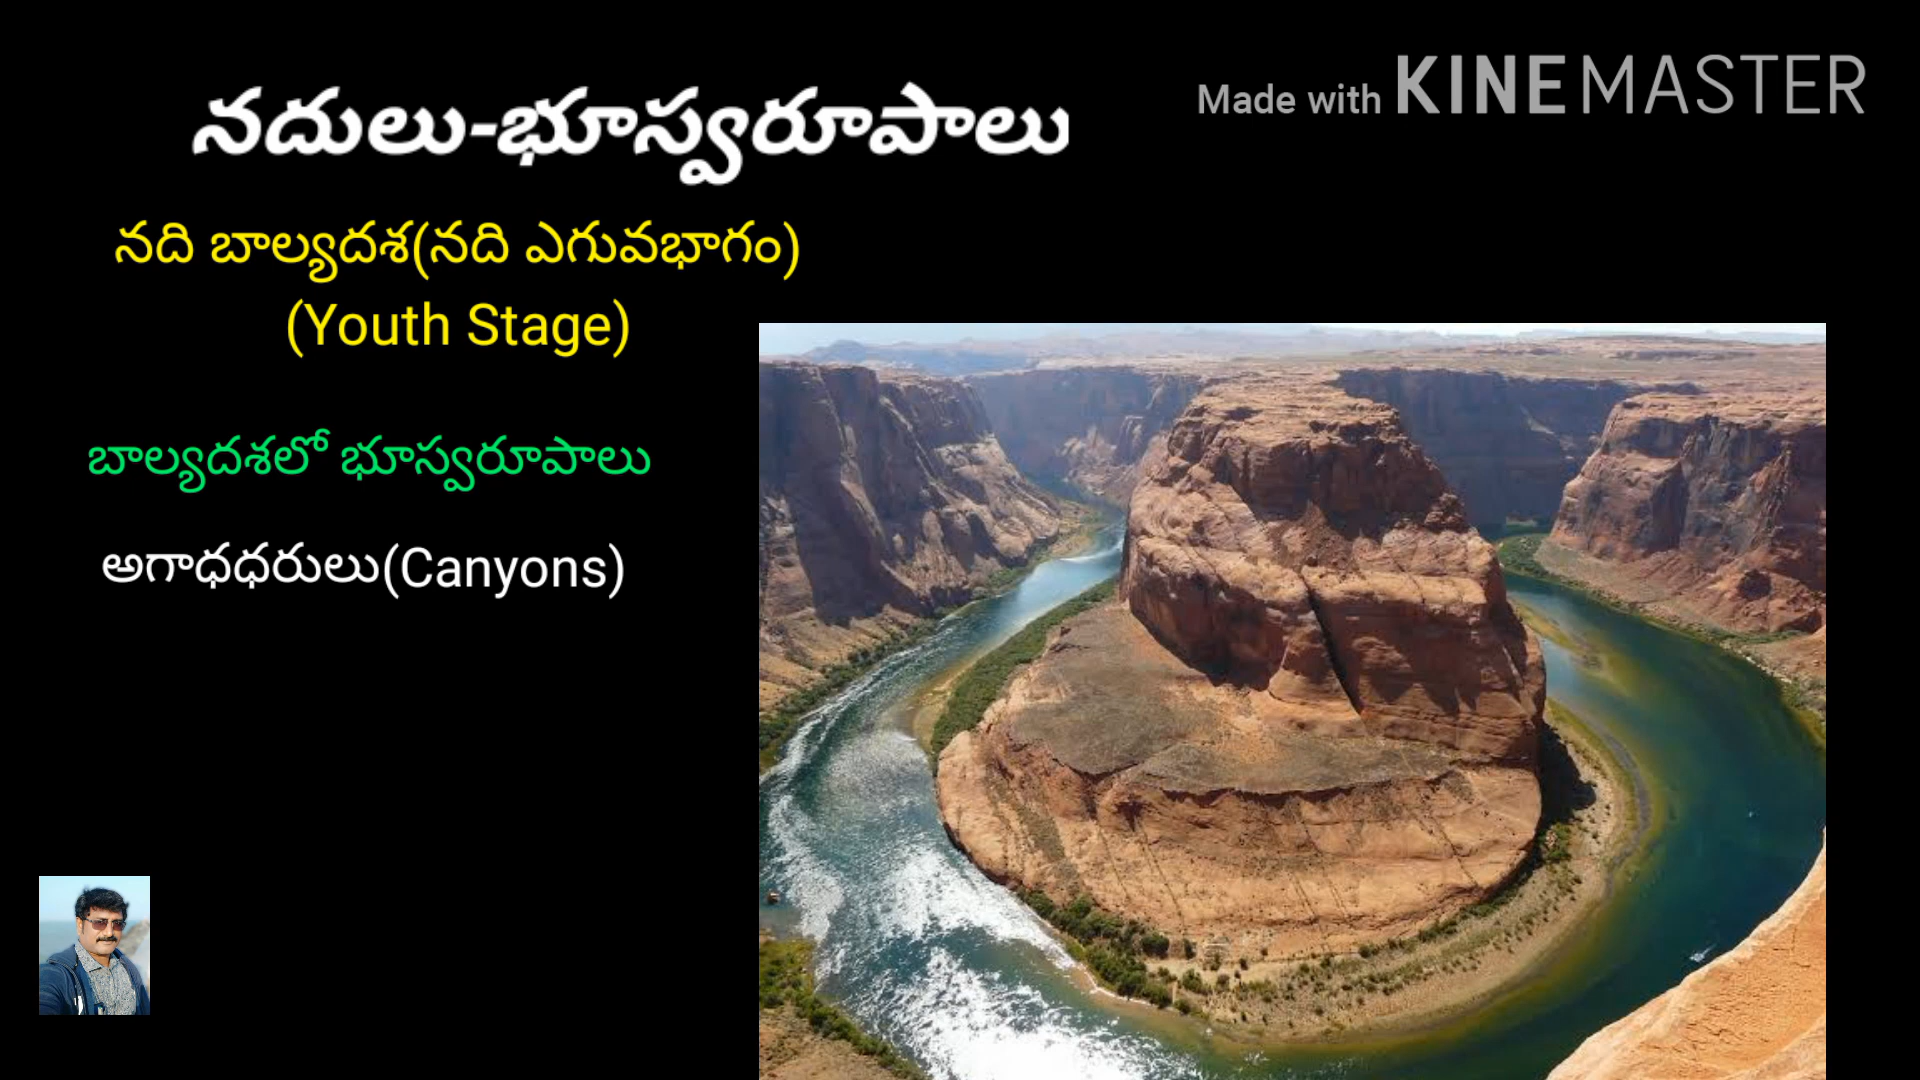 నదులు-భూస్వరూపాలు
Made with KINEMASTER
నది బాల్యదశ(నది ఎగువభాగం)
(Youth Stage)
బాల్యదశలో భూస్వరూపాలు
అగాధధరులు(Canyons)